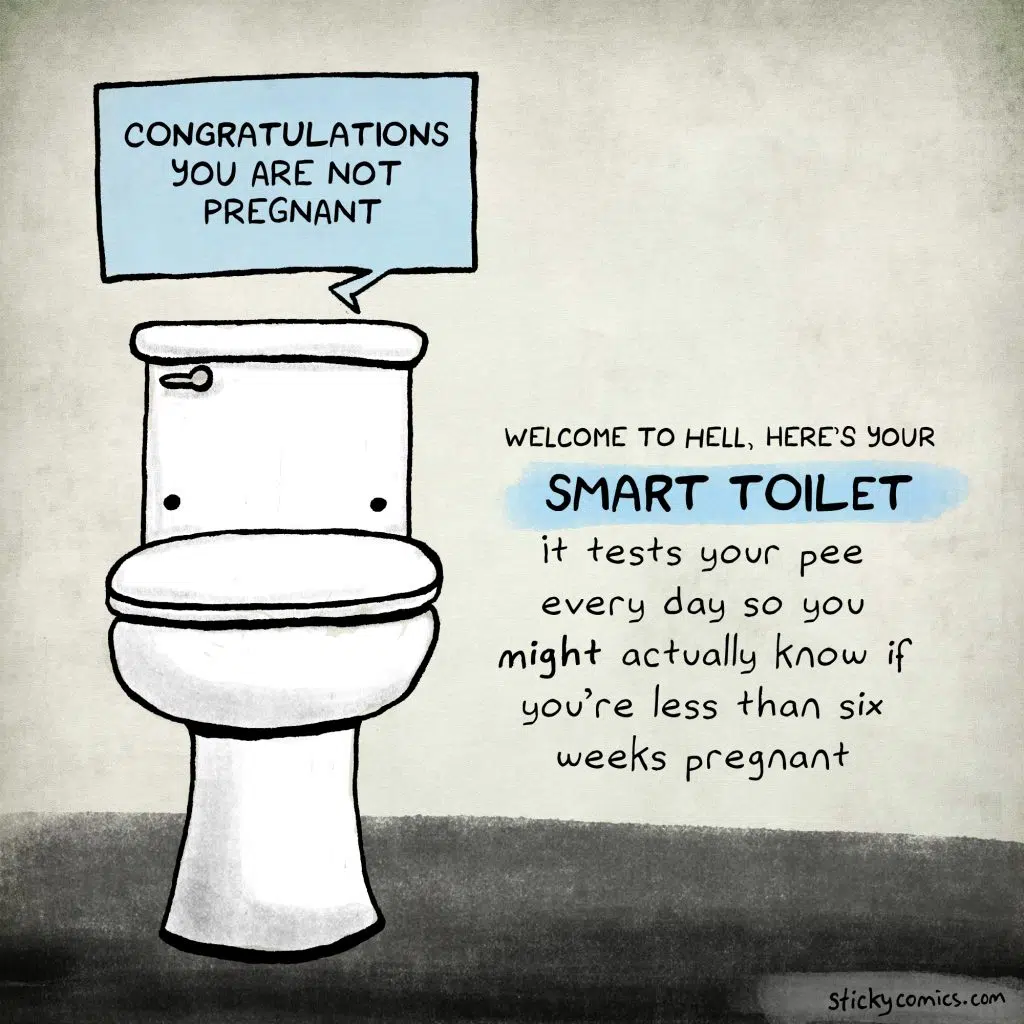 CONGRATULATIONS
YOU ARE NOT
PREGNANT
WELCOME TO HELL, HERE'S YOUR
SMART TOILET
it tests your pee
every day so you
might actually know if
you're less than six
weeks pregnant
stickycomics.com